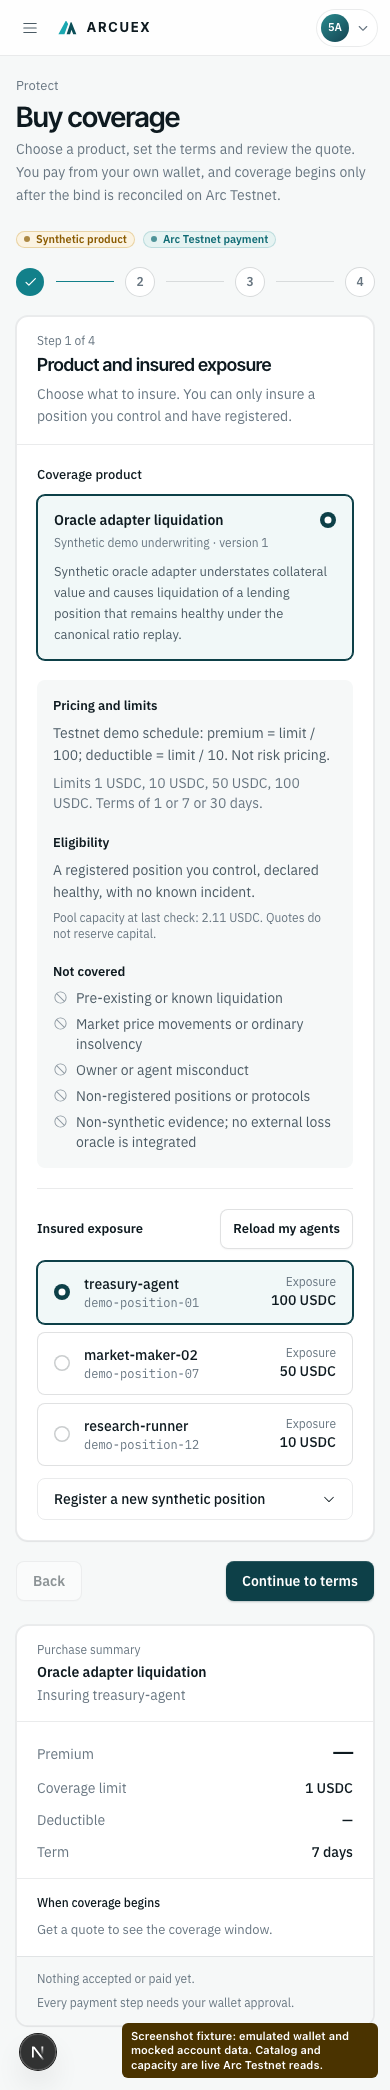 ARCUEX
5A
Protect
Buy coverage
Choose a product, set the terms and review the quote.
You pay from your own wallet, and coverage begins only
after the bind is reconciled on Arc Testnet.
Synthetic product
Arc Testnet payment
2
3
4
Step 1 of 4
Product and insured exposure
Choose what to insure. You can only insure a
position you control and have registered.
Coverage product
Oracle adapter liquidation
Synthetic demo underwriting · version 1
Synthetic oracle adapter understates collateral
value and causes liquidation of a lending
position that remains healthy under the
canonical ratio replay.
Pricing and limits
Testnet demo schedule: premium = limit /
100; deductible = limit / 10. Not risk pricing.
Limits 1 USDC, 10 USDC, 50 USDC, 100
USDC. Terms of 1 or 7 or 30 days.
Eligibility
A registered position you control, declared
healthy, with no known incident.
Pool capacity at last check: 2.11 USDC. Quotes do
not reserve capital.
Not covered
Pre-existing or known liquidation
Market price movements or ordinary
insolvency
Owner or agent misconduct
Non-registered positions or protocols
Non-synthetic evidence; no external loss
oracle is integrated
Insured exposure
Reload my agents
treasury-agent
demo-position-01
Exposure
100 USDC
market-maker-02
demo-position-07
Exposure
50 USDC
research-runner
demo-position-12
Exposure
10 USDC
Register a new synthetic position
Back
Continue to terms
Purchase summary
Oracle adapter liquidation
Insuring treasury-agent
Premium —
Coverage limit 1 USDC
Deductible —
Term 7 days
When coverage begins
Get a quote to see the coverage window.
Nothing accepted or paid yet.
Every payment step needs your wallet approval.
N
Screenshot fixture: emulated wallet and
mocked account data. Catalog and
capacity are live Arc Testnet reads.